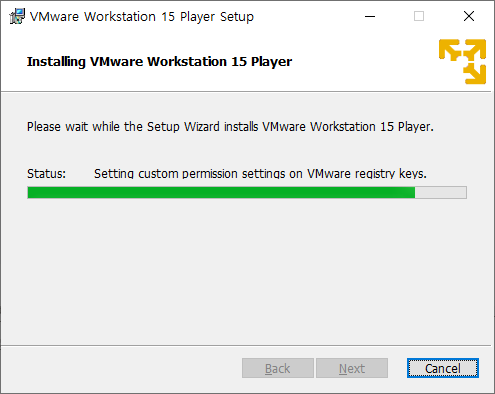 VMware Workstation 15 Player Setup
Installing VMware Workstation 15 Player
Please wait while the Setup Wizard installs VMware Workstation 15 Player.
Status: Setting custom permission settings on VMware registry keys.
Back Next Cancel